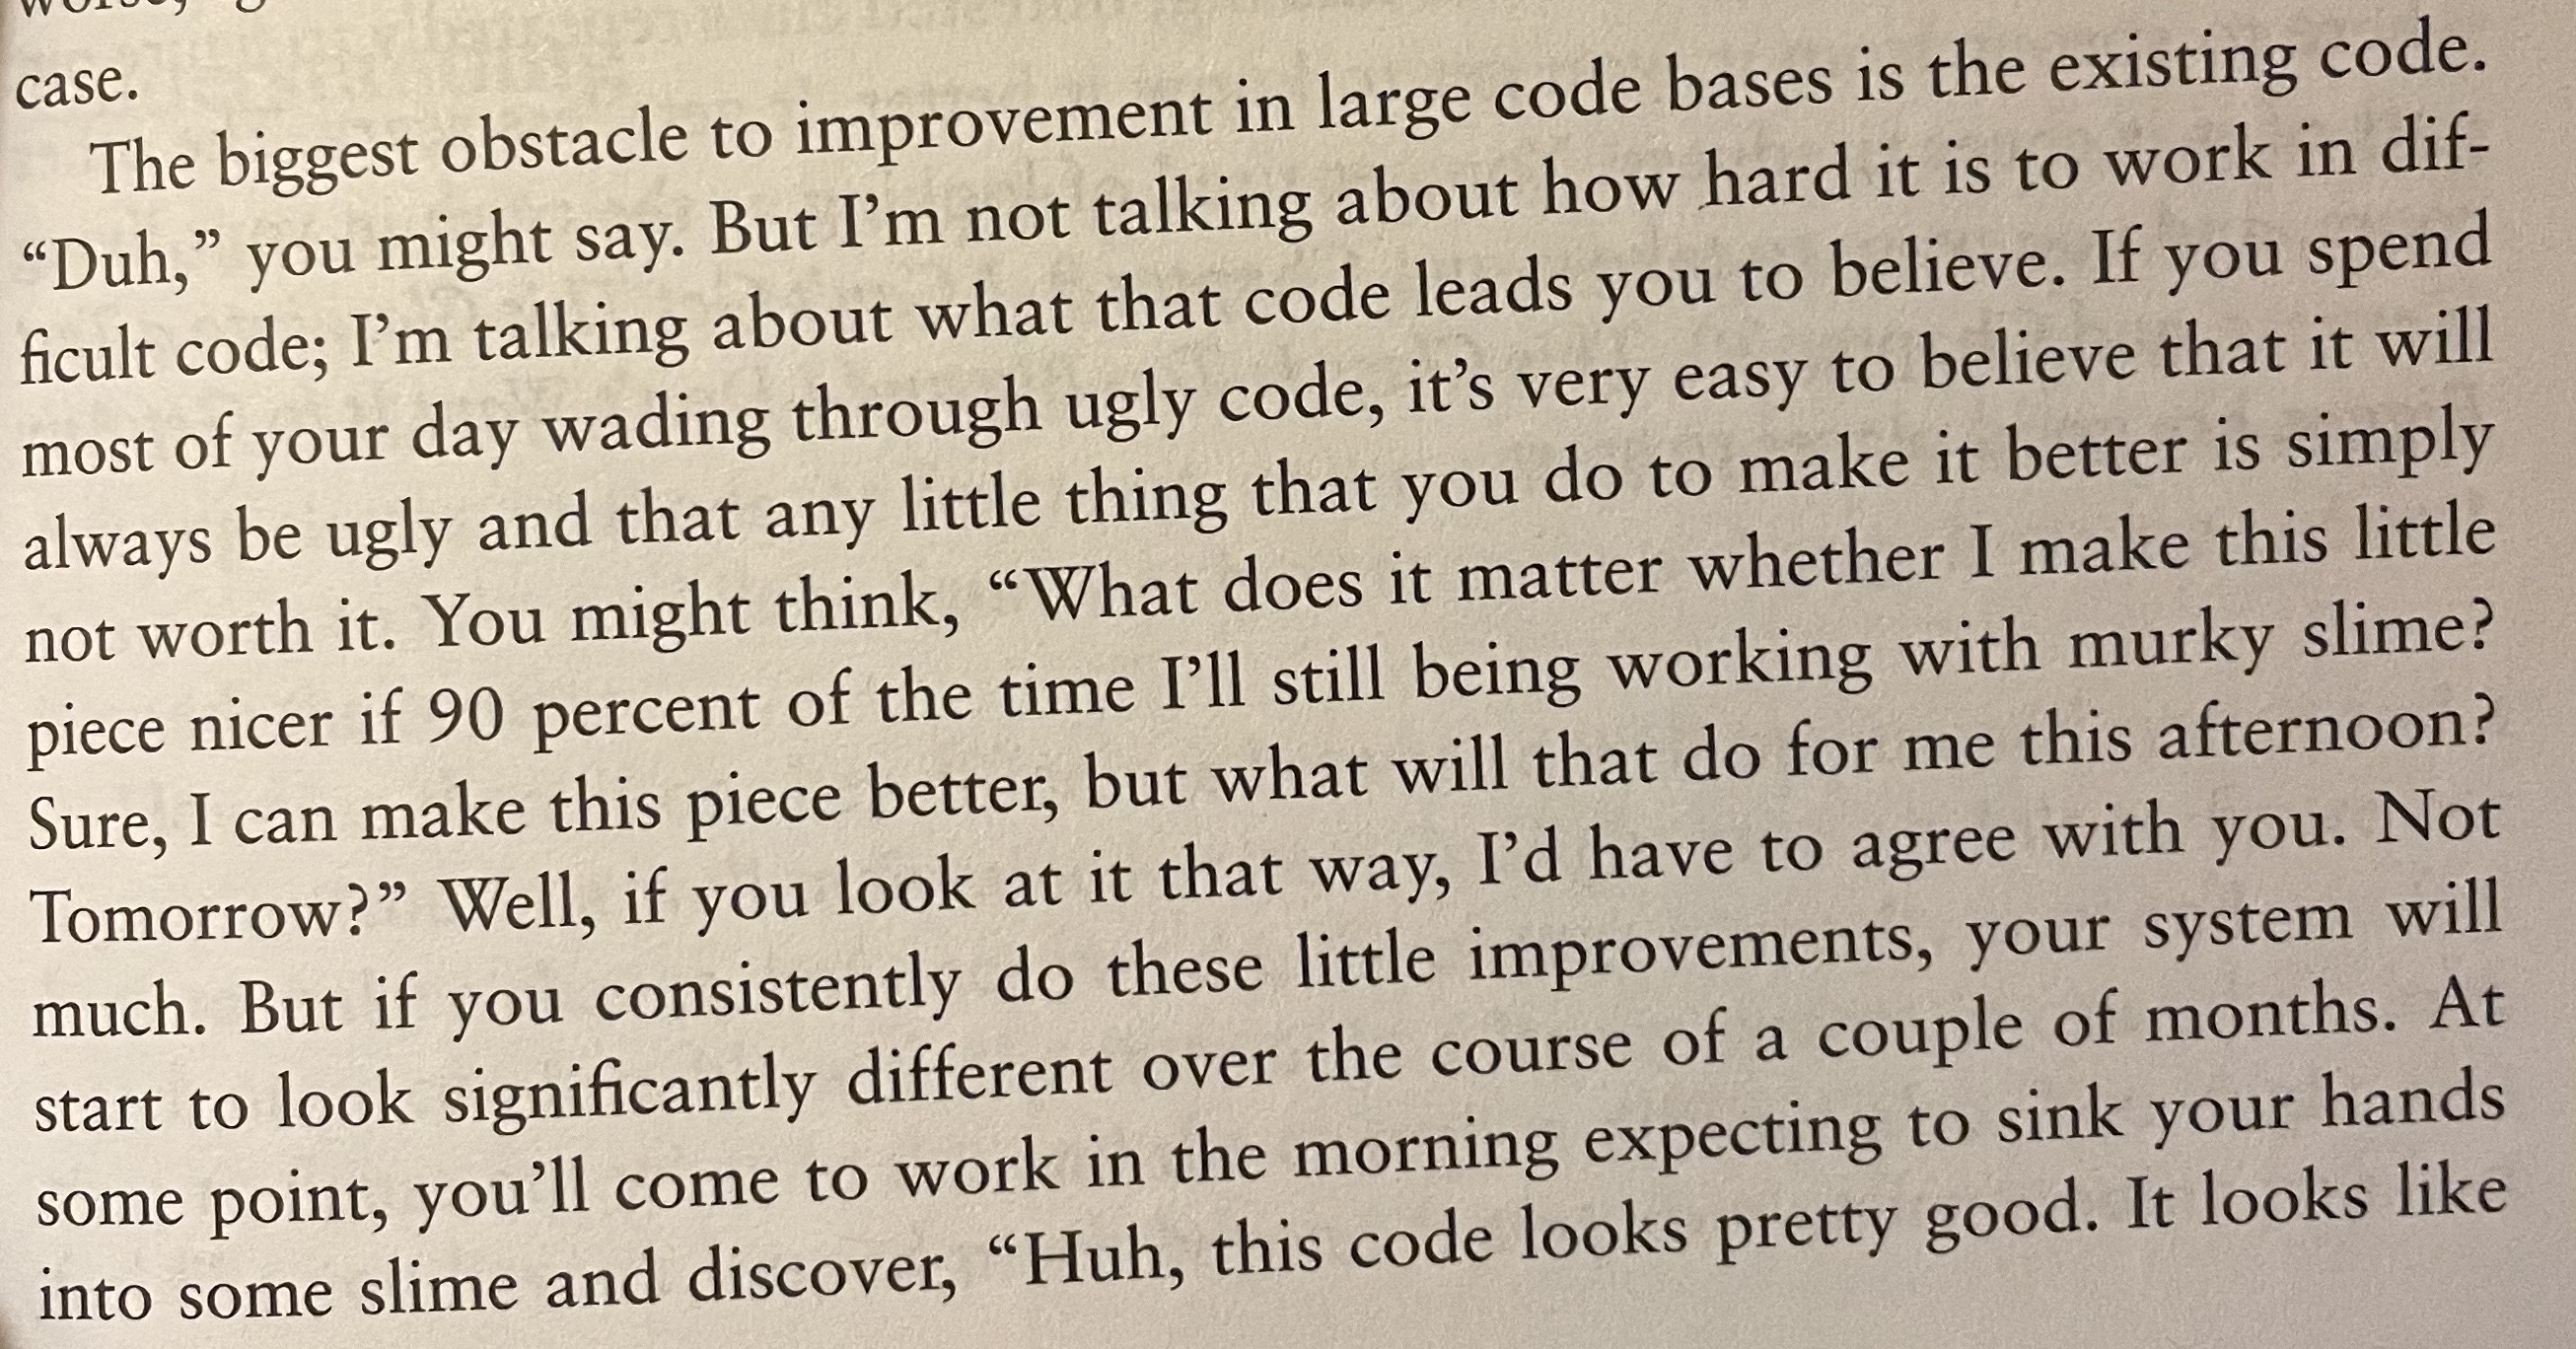 case.
The biggest obstacle to improvement in large code bases is the existing code.
“Duh,” you might say. But I’m not talking about how hard it is to work in dif-
ficult code; I’m talking about what that code leads you to believe. If you spend
most of your day wading through ugly code, it’s very easy to believe that it will
always be ugly and that any little thing that you do to make it better is simply
not worth it. You might think, “What does it matter whether I make this little
piece nicer if 90 percent of the time I’ll still being working with murky slime?
Sure, I can make this piece better, but what will that do for me this afternoon?
Tomorrow?” Well, if you look at it that way, I’d have to agree with you. Not
much. But if you consistently do these little improvements, your system will
start to look significantly different over the course of a couple of months. At
some point, you’ll come to work in the morning expecting to sink your hands
into some slime and discover, “Huh, this code looks pretty good. It looks like